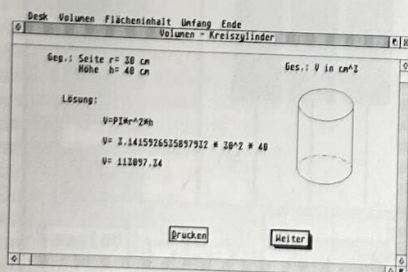 Desk Volumen Flächeninhalt Umfang Ende
Volumen - Kreiszylinder
Geg.: Seite r= 30 cm
Höhe h= 40 cm
Ges.: V in cm^3
Lösung:
V=PI*r^2*h
V= 3.1415926535897932 * 30^2 * 40
V= 113097.34
Drucken
Weiter